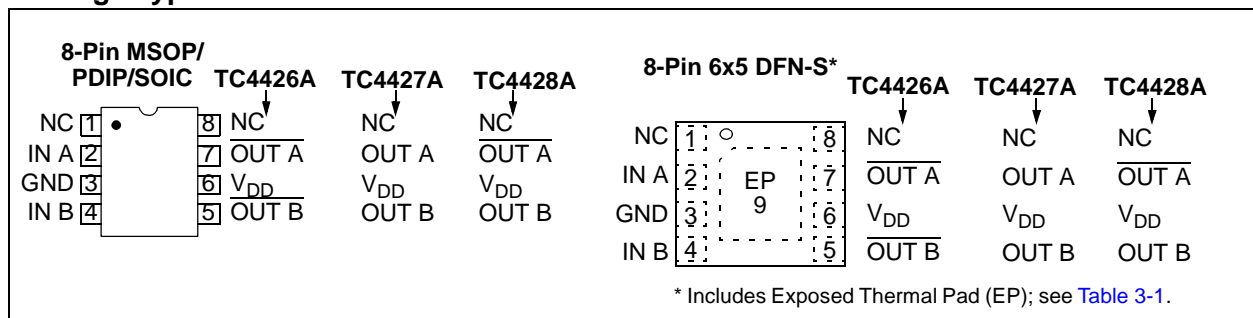 8-Pin MSOP/
PDIP/SOIC TC4426A TC4427A TC4428A
NC 1 8 NC NC NC
IN A 2 7 OUT A OUT A OUT A
GND 3 6 VDD VDD VDD
IN B 4 5 OUT B OUT B OUT B
8-Pin 6x5 DFN-S*
TC4426A TC4427A TC4428A
NC 1 8 NC NC NC
IN A 2 EP 7 OUT A OUT A OUT A
GND 3 9 6 VDD VDD VDD
IN B 4 5 OUT B OUT B OUT B
* Includes Exposed Thermal Pad (EP); see Table 3-1.